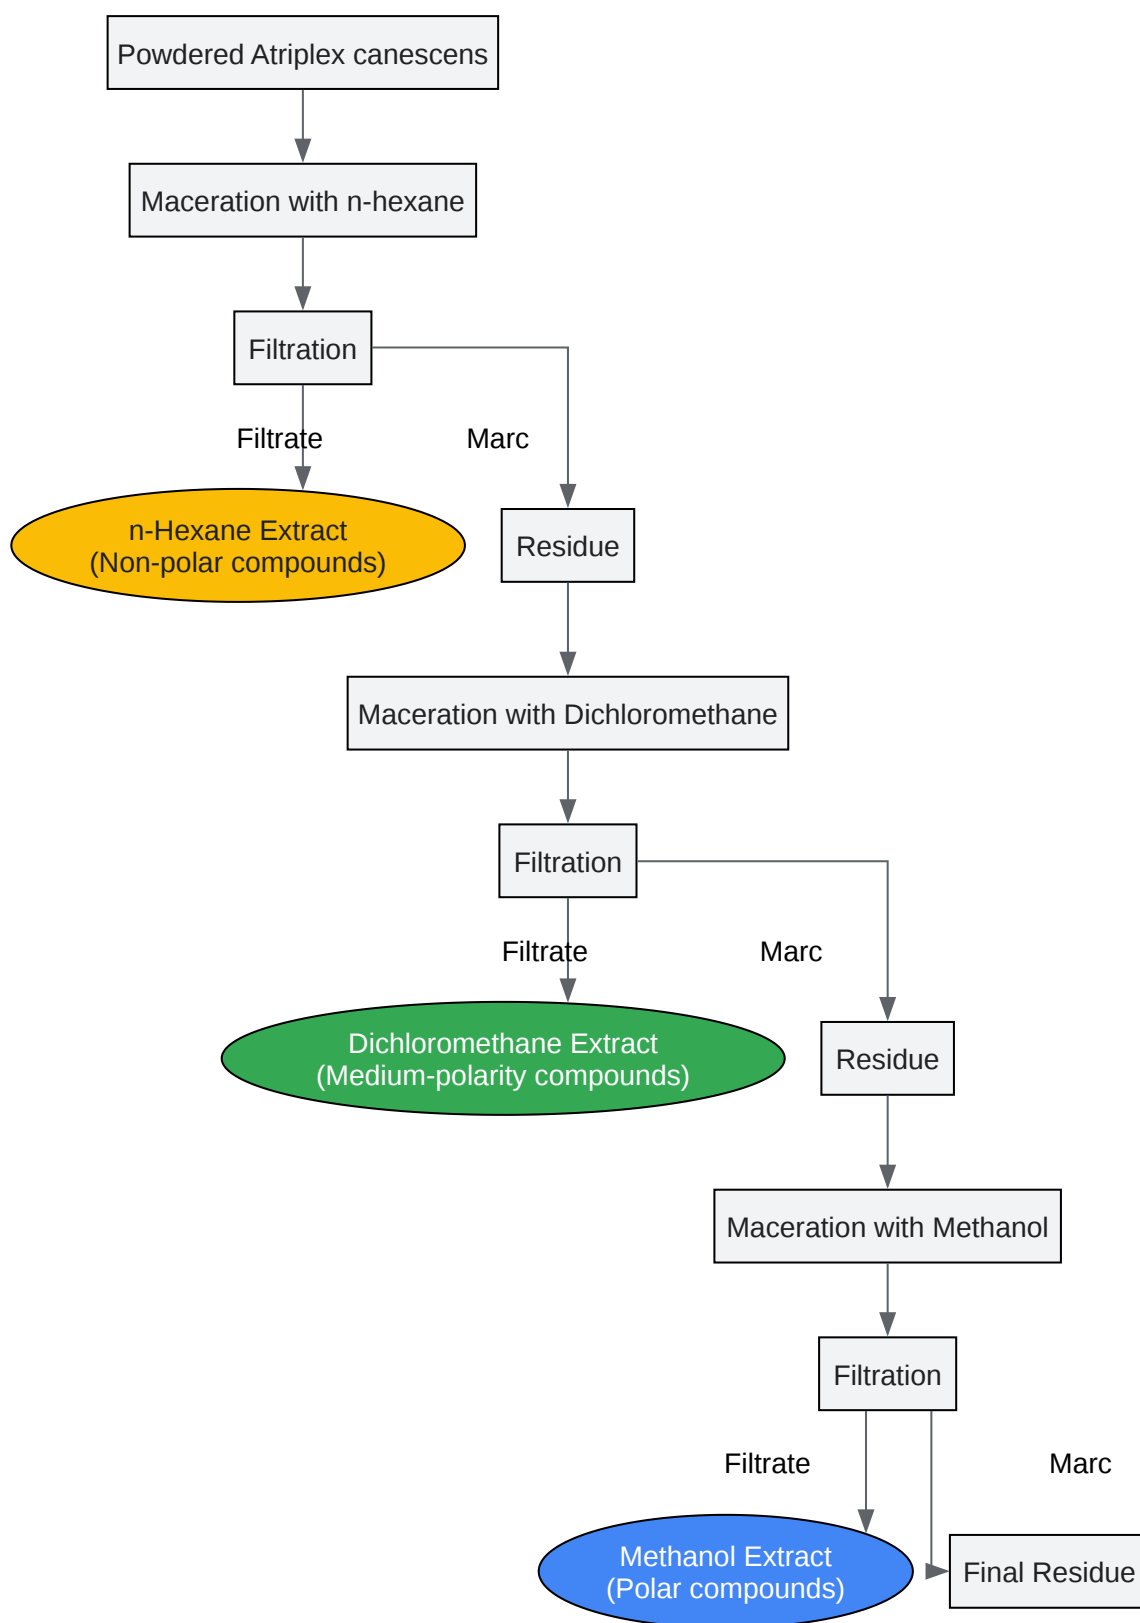 Powdered Atriplex canescens
Maceration with n-hexane
Filtration
Filtrate
Marc
n-Hexane Extract
(Non-polar compounds)
Residue
Maceration with Dichloromethane
Filtration
Filtrate
Marc
Dichloromethane Extract
(Medium-polarity compounds)
Residue
Maceration with Methanol
Filtration
Filtrate
Marc
Methanol Extract
(Polar compounds)
Final Residue